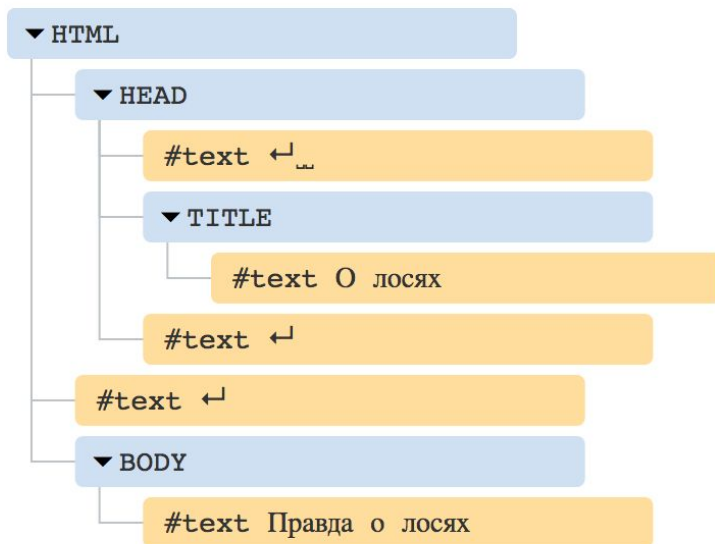 HTML
HEAD
#text ↵␣␣
TITLE
#text О лосях
#text ↵
#text ↵
BODY
#text Правда о лосях